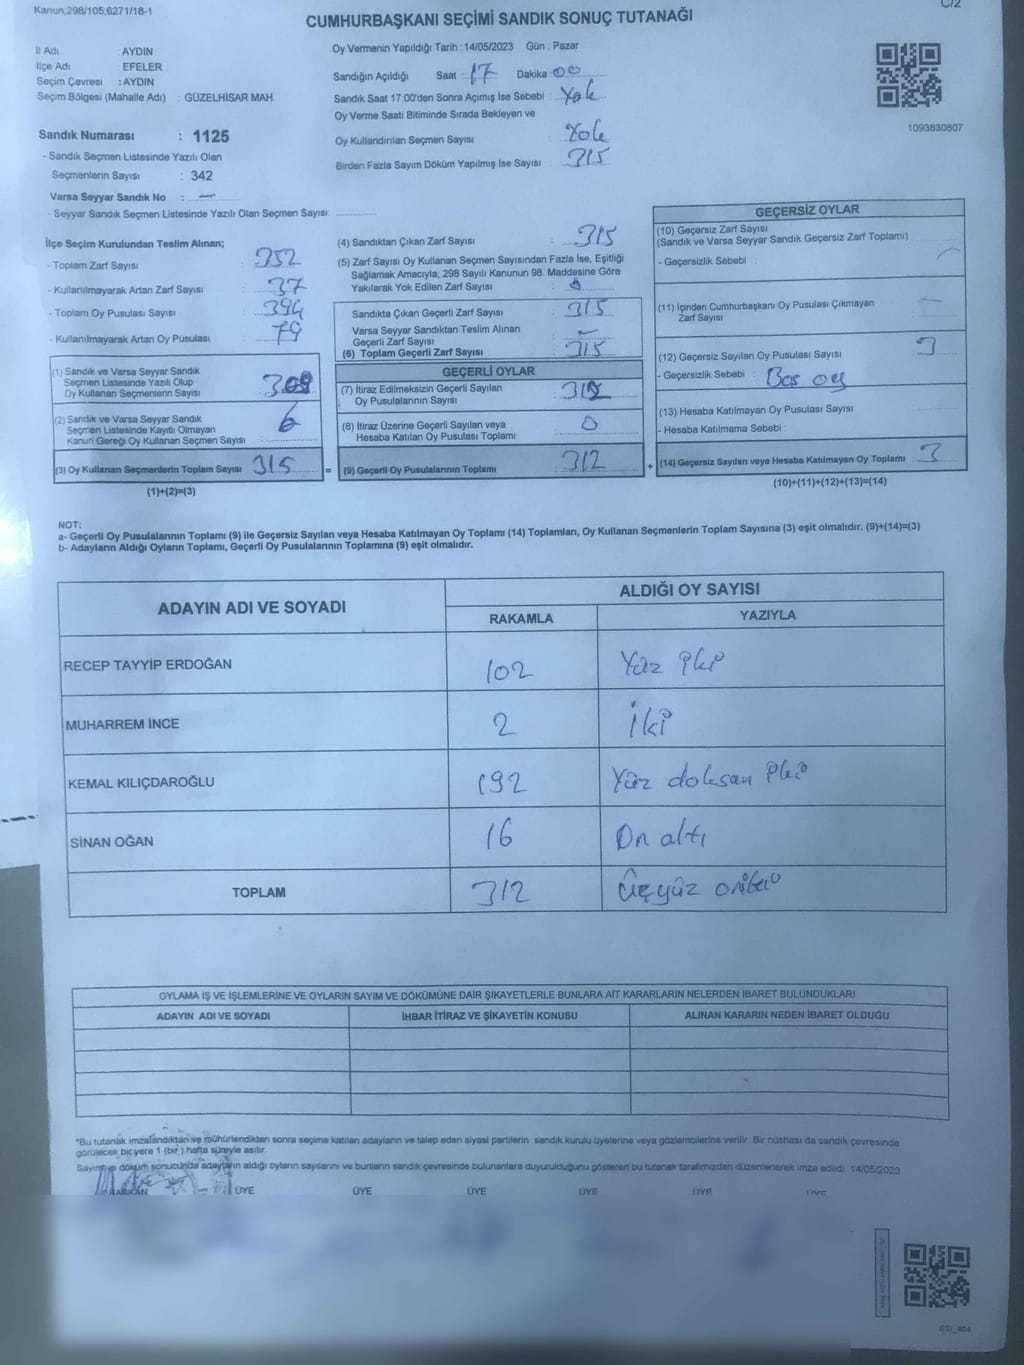 Kanun;298/105;6271/18-1
C/2
CUMHURBAŞKANI SEÇİMİ SANDIK SONUÇ TUTANAĞI
İl Adı : AYDIN
İlçe Adı : EFELER
Seçim Çevresi : AYDIN
Seçim Bölgesi (Mahalle Adı) : GÜZELHİSAR MAH.
Oy Vermenin Yapıldığı Tarih :14/05/2023 Gün : Pazar
Sandığın Açıldığı Saat : 17 Dakika 00
Sandık Saat 17:00'den Sonra Açımış İse Sebebi : Yok
Oy Verme Saati Bitiminde Sırada Bekleyen ve
Oy Kullandırılan Seçmen Sayısı : Yok
Birden Fazla Sayım Döküm Yapılmış İse Sayısı : 315
1093830807
Sandık Numarası : 1125
- Sandık Seçmen Listesinde Yazılı Olan
Seçmenlerin Sayısı : 342
Varsa Seyyar Sandık No : —
- Seyyar Sandık Seçmen Listesinde Yazılı Olan Seçmen Sayısı:
İlçe Seçim Kurulundan Teslim Alınan;
- Toplam Zarf Sayısı : 352
- Kullanılmayarak Artan Zarf Sayısı : 37
- Toplam Oy Pusulası Sayısı : 394
- Kullanılmayarak Artan Oy Pusulası : 79
(1) Sandık ve Varsa Seyyar Sandık
Seçmen Listesinde Yazılı Olup
Oy Kullanan Seçmenlerin Sayısı : 309
(2) Sandık ve Varsa Seyyar Sandık
Seçmen Listesinde Kayıtlı Olmayan
Kanun Gereği Oy Kullanan Seçmen Sayısı : 6
(3) Oy Kullanan Seçmenlerin Toplam Sayısı 315
(1)+(2)=(3)
(4) Sandıktan Çıkan Zarf Sayısı : 315
(5) Zarf Sayısı Oy Kullanan Seçmen Sayısından Fazla İse, Eşitliği
Sağlamak Amacıyla; 298 Sayılı Kanunun 98. Maddesine Göre
Yakılarak Yok Edilen Zarf Sayısı : 0
Sandıkta Çıkan Geçerli Zarf Sayısı : 315
Varsa Seyyar Sandıktan Teslim Alınan
Geçerli Zarf Sayısı : —
(6) Toplam Geçerli Zarf Sayısı : 315
GEÇERLİ OYLAR
(7) İtiraz Edilmeksizin Geçerli Sayılan
Oy Pusulalarının Sayısı : 312
(8) İtiraz Üzerine Geçerli Sayılan veya
Hesaba Katılan Oy Pusulası Toplamı : 0
= (9) Geçerli Oy Pusulalarının Toplamı : 312
GEÇERSİZ OYLAR
(10) Geçersiz Zarf Sayısı
(Sandık ve Varsa Seyyar Sandık Geçersiz Zarf Toplamı)
- Geçersizlik Sebebi : —
(11) İçinden Cumhurbaşkanı Oy Pusulası Çıkmayan
Zarf Sayısı —
(12) Geçersiz Sayılan Oy Pusulası Sayısı : 3
- Geçersizlik Sebebi : Boş oy
(13) Hesaba Katılmayan Oy Pusulası Sayısı
- Hesaba Katılmama Sebebi :
+ (14) Geçersiz Sayılan veya Hesaba Katılmayan Oy Toplamı : 3
(10)+(11)+(12)+(13)=(14)
NOT:
a- Geçerli Oy Pusulalarının Toplamı (9) ile Geçersiz Sayılan veya Hesaba Katılmayan Oy Toplamı (14) Toplamları, Oy Kullanan Seçmenlerin Toplam Sayısına (3) eşit olmalıdır. (9)+(14)=(3)
b- Adayların Aldığı Oyların Toplamı, Geçerli Oy Pusulalarının Toplamına (9) eşit olmalıdır.
ADAYIN ADI VE SOYADI
ALDIĞI OY SAYISI
RAKAMLA YAZIYLA
RECEP TAYYİP ERDOĞAN 102 Yüz iki
MUHARREM İNCE 2 İki
KEMAL KILIÇDAROĞLU 192 Yüz doksan iki
SİNAN OĞAN 16 On altı
TOPLAM 312 Üçyüz oniki
OYLAMA İŞ VE İŞLEMLERİNE VE OYLARIN SAYIM VE DÖKÜMÜNE DAİR ŞİKAYETLERLE BUNLARA AİT KARARLARIN NELERDEN İBARET BULUNDUKLARI
ADAYIN ADI VE SOYADI İHBAR İTİRAZ VE ŞİKAYETİN KONUSU ALINAN KARARIN NEDEN İBARET OLDUĞU
*Bu tutanak imzalandıktan ve mühürlendikten sonra seçime katılan adayların ve talep eden siyasi partilerin sandık kurulu üyelerine veya gözlemcilerine verilir. Bir nüshası da sandık çevresinde
görülecek bir yere 1 (bir) hafta süreyle asılır.
Sayım ve döküm sonucunda adayların aldığı oyların sayılarını ve bunların sandık çevresinde bulunanlara duyurulduğunu gösteren bu tutanak tarafımızdan düzenlenerek imza edildi. 14/05/2023
BAŞKAN ÜYE ÜYE ÜYE ÜYE ÜYE ÜYE